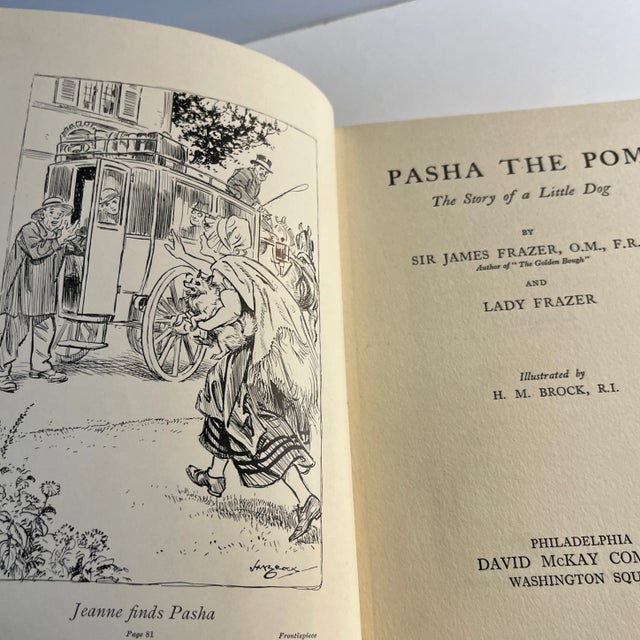 Jeanne finds Pasha
Page 81 Frontispiece
PASHA THE POM
The Story of a Little Dog
BY
SIR JAMES FRAZER, O.M., F.R.
Author of "The Golden Bough"
AND
LADY FRAZER
Illustrated by
H. M. BROCK, R.I.
PHILADELPHIA
DAVID McKAY COM
WASHINGTON SQU